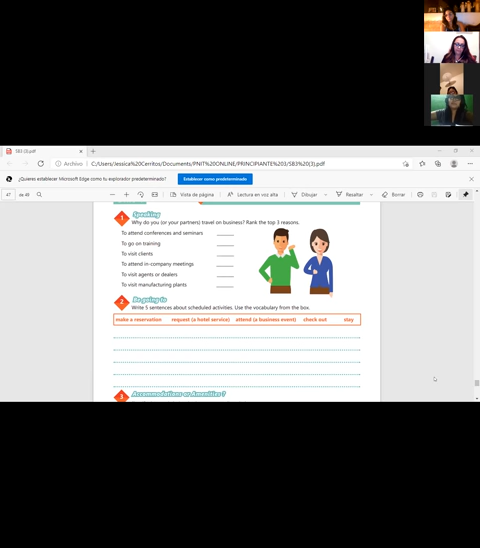 SB3 (3).pdf
Archivo
C:/Users/Jessica%20Cerritos/Documents/PNIT%20ONLINE/PRINCIPIANTE%203/SB3%20(3).pdf
¿Quieres establecer Microsoft Edge como tu explorador predeterminado?
Establecer como predeterminado
47 de 48
Vista de página
Lectura en voz alta
Dibujar
Resaltar
Borrar
1 Speaking
Why do you (or your partners) travel on business? Rank the top 3 reasons.
To attend conferences and seminars
To go on training
To visit clients
To attend in-company meetings
To visit agents or dealers
To visit manufacturing plants
2 Be going to
Write 5 sentences about scheduled activities. Use the vocabulary from the box.
make a reservation request (a hotel service) attend (a business event) check out stay
3 Accommodations or Amenities ?